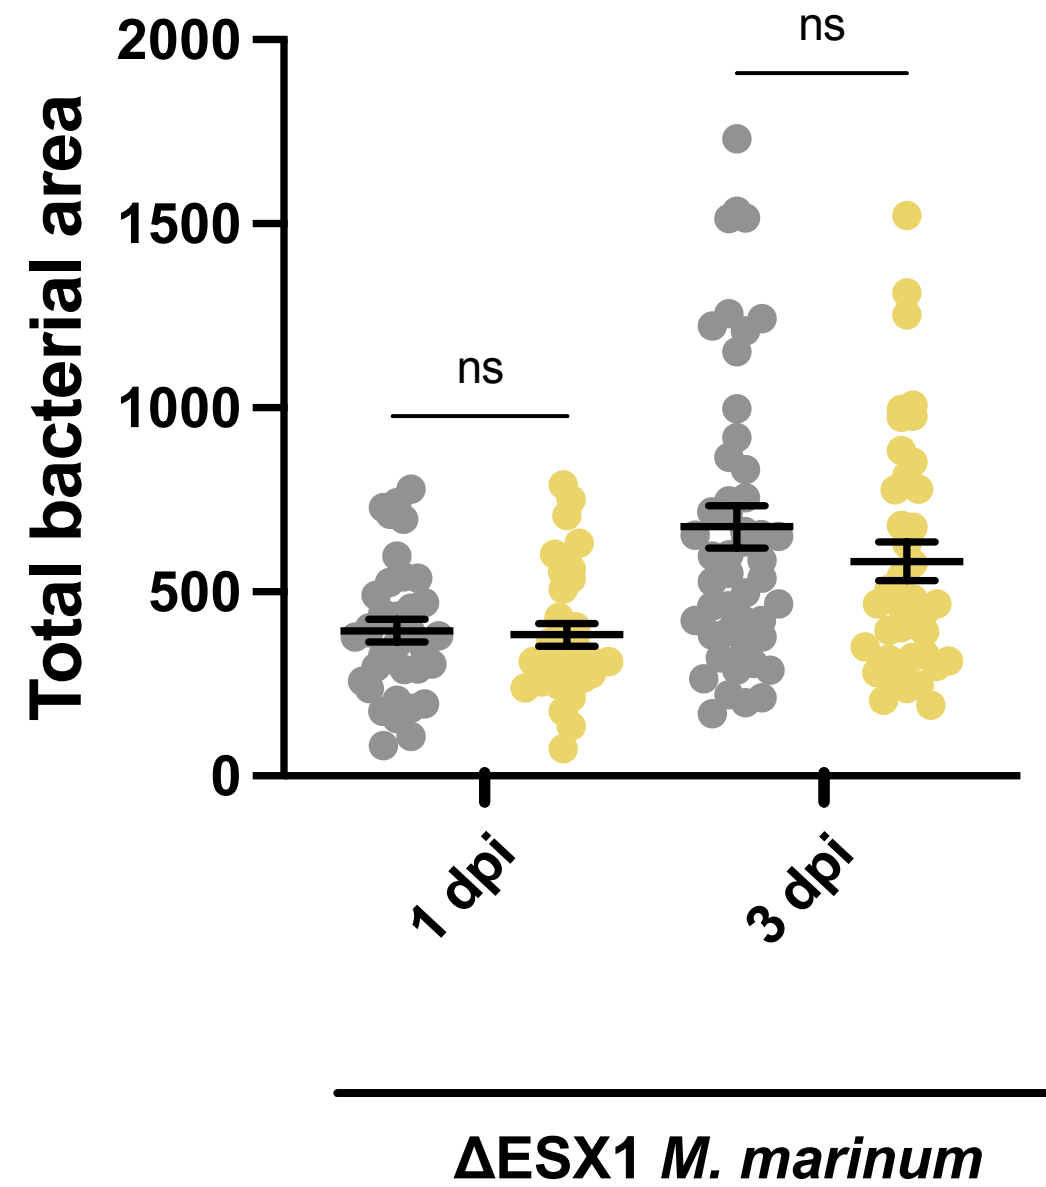 ns
2000
1500
ns
1000
500
0
Total bacterial area
1 dpi
3 dpi
ΔESX1 M. marinum